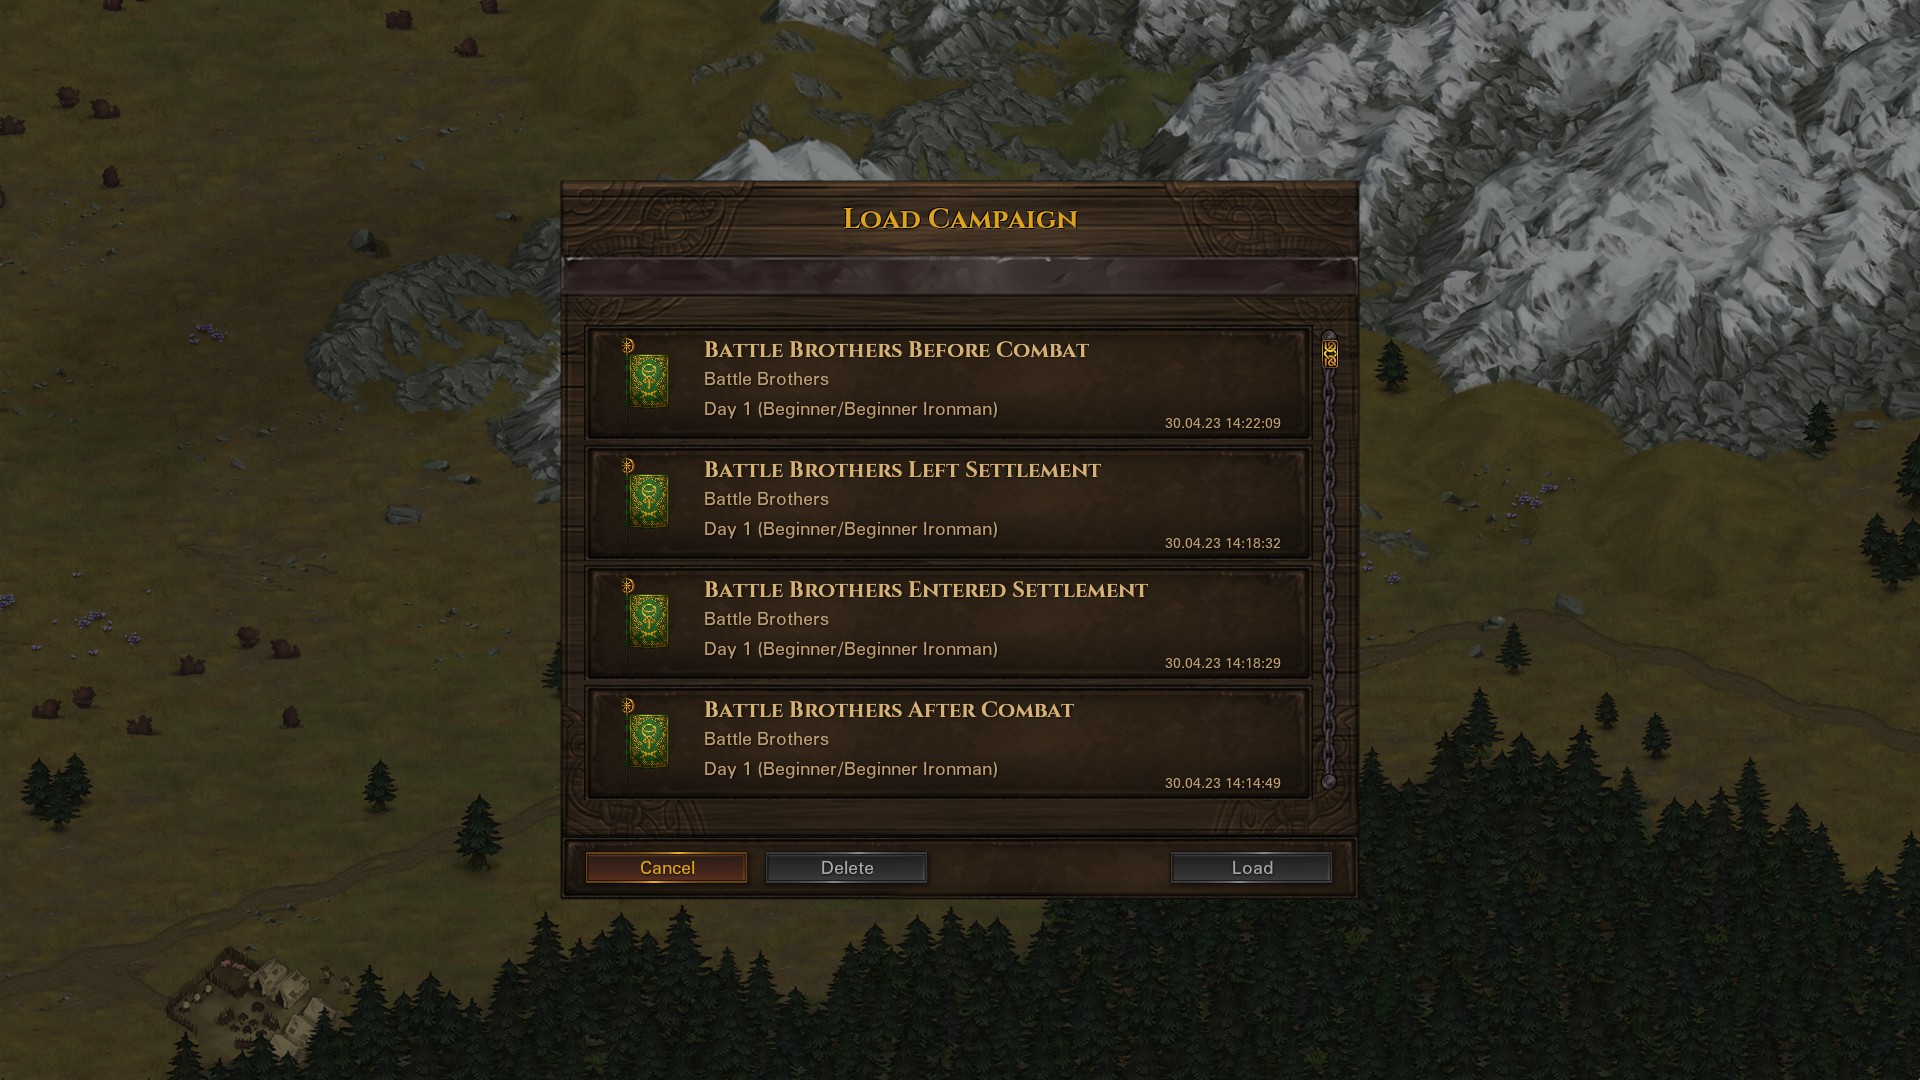 Load Campaign
Battle Brothers Before Combat
Battle Brothers
Day 1 (Beginner/Beginner Ironman)
30.04.23 14:22:09
Battle Brothers Left Settlement
Battle Brothers
Day 1 (Beginner/Beginner Ironman)
30.04.23 14:18:32
Battle Brothers Entered Settlement
Battle Brothers
Day 1 (Beginner/Beginner Ironman)
30.04.23 14:18:29
Battle Brothers After Combat
Battle Brothers
Day 1 (Beginner/Beginner Ironman)
30.04.23 14:14:49
Cancel
Delete
Load